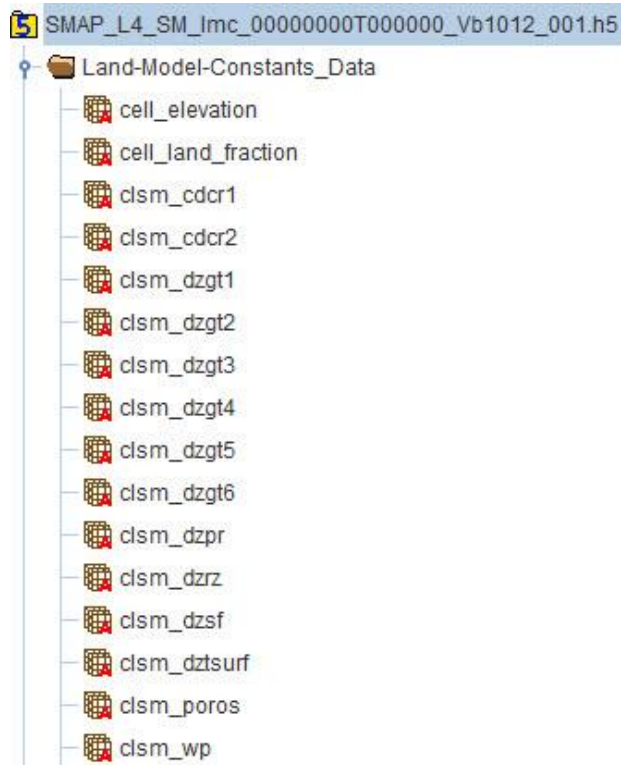 SMAP_L4_SM_lmc_00000000T000000_Vb1012_001.h5
Land-Model-Constants_Data
cell_elevation
cell_land_fraction
clsm_cdcr1
clsm_cdcr2
clsm_dzgt1
clsm_dzgt2
clsm_dzgt3
clsm_dzgt4
clsm_dzgt5
clsm_dzgt6
clsm_dzpr
clsm_dzrz
clsm_dzsf
clsm_dztsurf
clsm_poros
clsm_wp